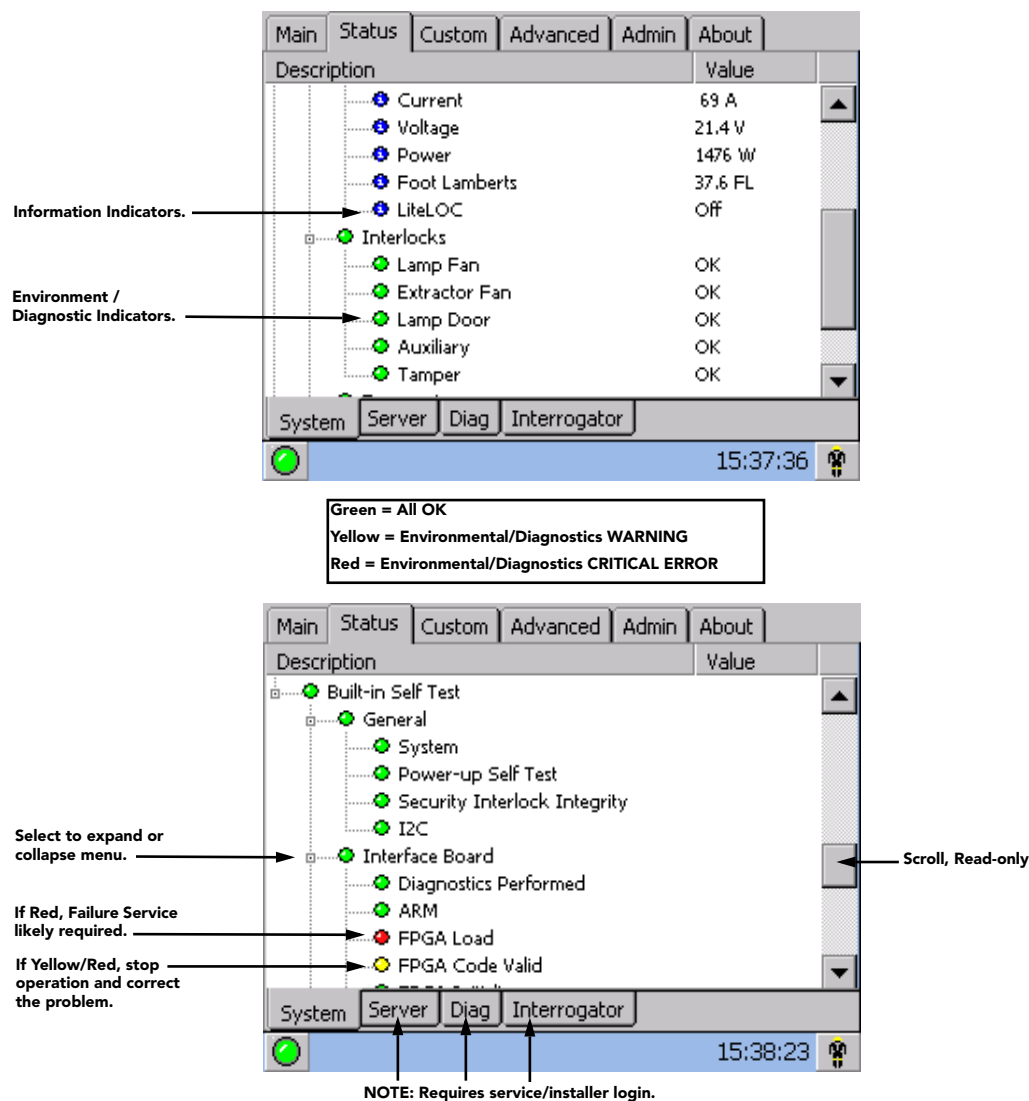 Main Status Custom Advanced Admin About
Description Value
Current 69 A
Voltage 21.4 V
Power 1476 W
Foot Lamberts 37.6 FL
Information Indicators.
LiteLOC Off
Interlocks
Lamp Fan OK
Environment /
Diagnostic Indicators.
Extractor Fan OK
Lamp Door OK
Auxiliary OK
Tamper OK
System Server Diag Interrogator
15:37:36
Green = All OK
Yellow = Environmental/Diagnostics WARNING
Red = Environmental/Diagnostics CRITICAL ERROR
Main Status Custom Advanced Admin About
Description Value
Built-in Self Test
General
System
Power-up Self Test
Security Interlock Integrity
I2C
Select to expand or
collapse menu.
Interface Board
Scroll, Read-only
Diagnostics Performed
ARM
If Red, Failure Service
likely required.
FPGA Load
If Yellow/Red, stop
operation and correct
the problem.
FPGA Code Valid
System Server Diag Interrogator
15:38:23
NOTE: Requires service/installer login.